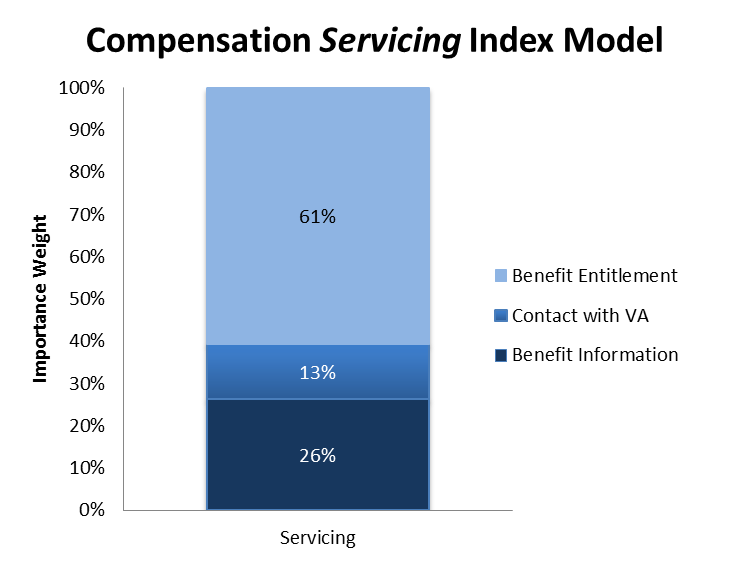 Compensation Servicing Index Model
Importance Weight
100%
90%
80%
70%
60%
50%
40%
30%
20%
10%
0%
61%
13%
26%
Servicing
Benefit Entitlement
Contact with VA
Benefit Information